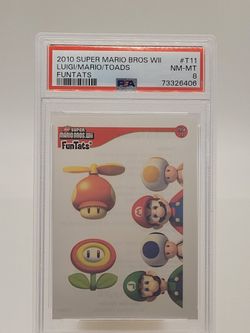 2010 SUPER MARIO BROS WII #T11
LUIGI/MARIO/TOADS NM-MT
FUNTATS 8
PSA 73326406
NEW
SUPER
MARIO BROS. WII
FunTats